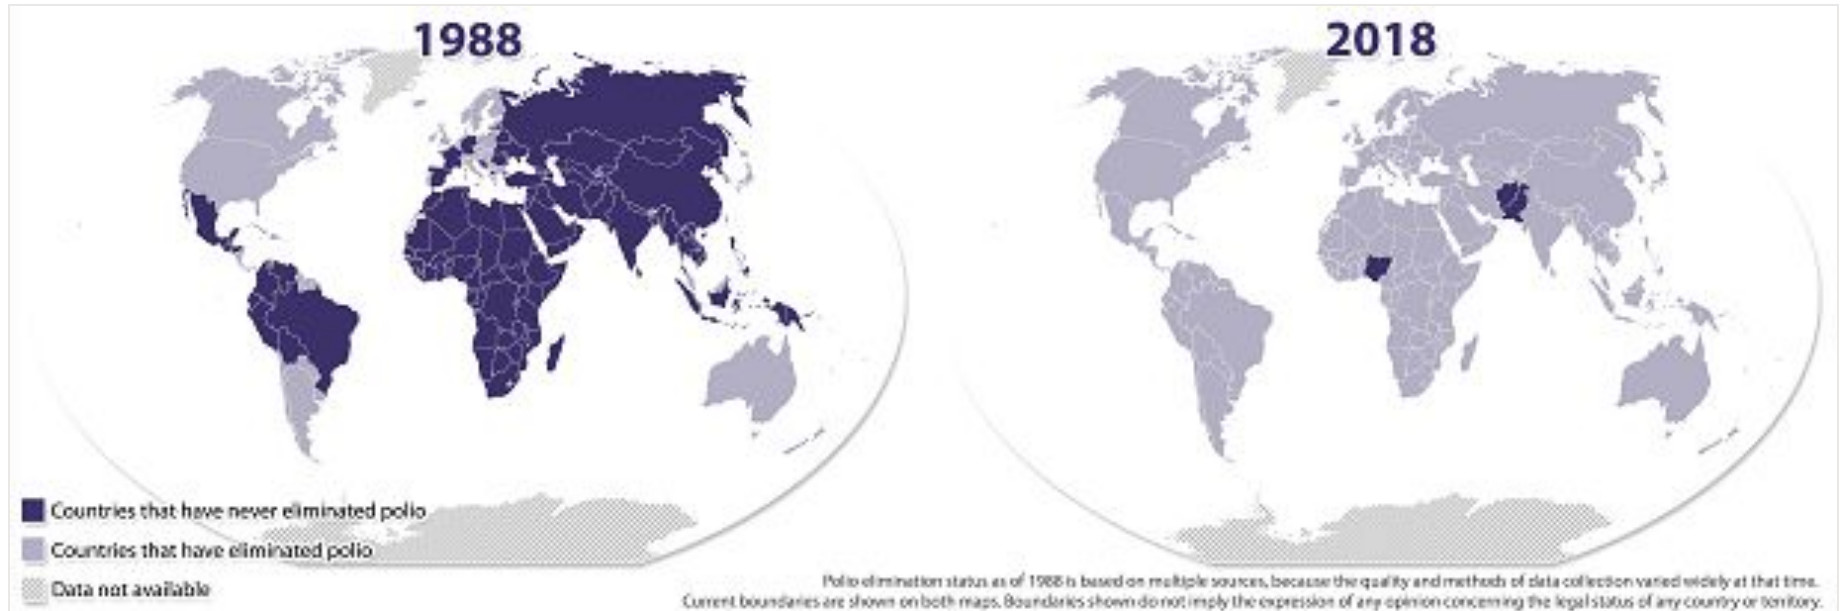 1988
2018
Countries that have never eliminated polio
Countries that have eliminated polio
Data not available
Polio elimination status as of 1988 is based on multiple sources, because the quality and methods of data collection varied widely at that time.
Current boundaries are shown on both maps. Boundaries shown do not imply the expression of any opinion concerning the legal status of any country or territory.